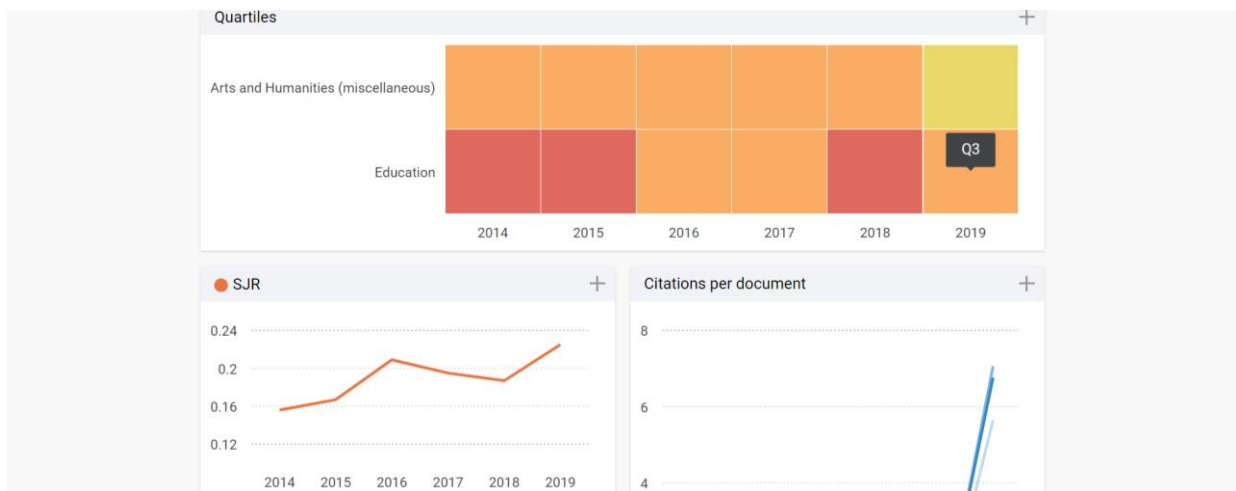 Quartiles
Arts and Humanities (miscellaneous)
Education
Q3
2014 2015 2016 2017 2018 2019
SJR
0.24
0.2
0.16
0.12
2014 2015 2016 2017 2018 2019
Citations per document
8
6
4